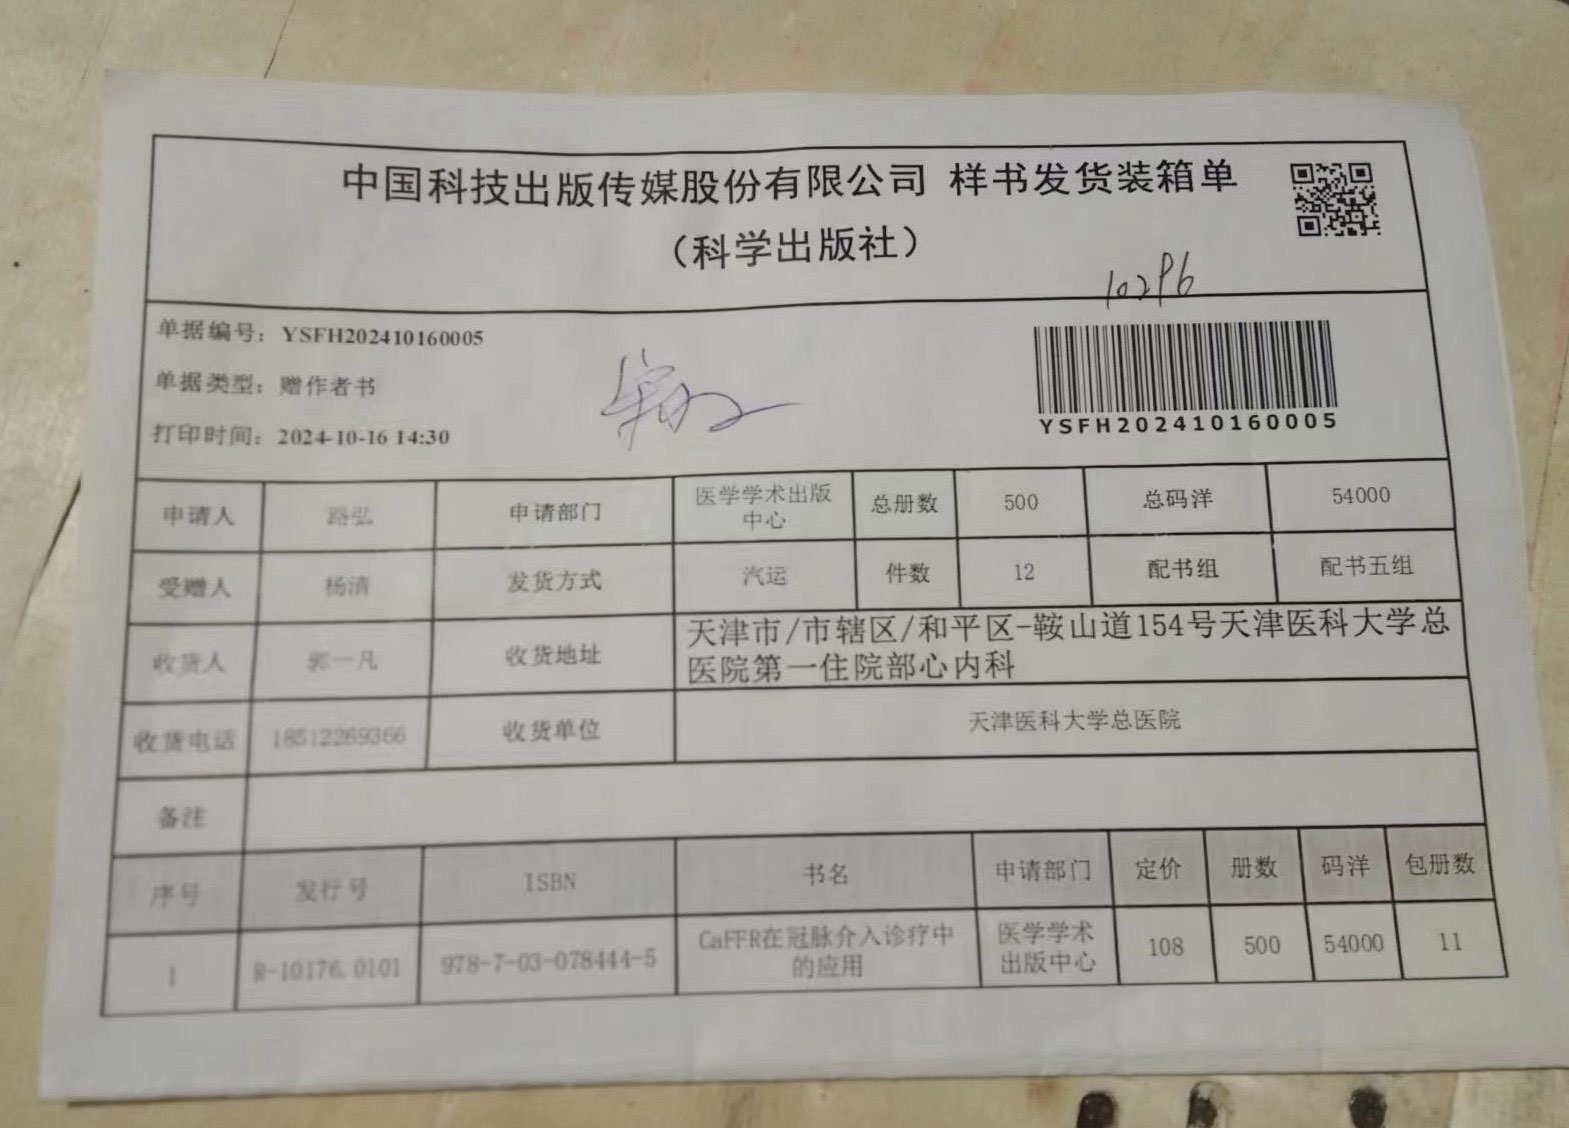 中国科技出版传媒股份有限公司 样书发货装箱单
（科学出版社）
单据编号：YSFH202410160005
单据类型：赠作者书
打印时间：2024-10-16 14:30
YSFH202410160005
申请人 路弘 申请部门 医学学术出版中心 总册数 500 总码洋 54000
受赠人 杨清 发货方式 汽运 件数 12 配书组 配书五组
收货人 郭一凡 收货地址 天津市/市辖区/和平区-鞍山道154号天津医科大学总
医院第一住院部心内科
收货电话 18512269366 收货单位 天津医科大学总医院
备注
序号 发行号 ISBN 书名 申请部门 定价 册数 码洋 包册数
1 R-10176.0101 978-7-03-078444-5 CaFFR在冠脉介入诊疗中的应用 医学学术出版中心 108 500 54000 11